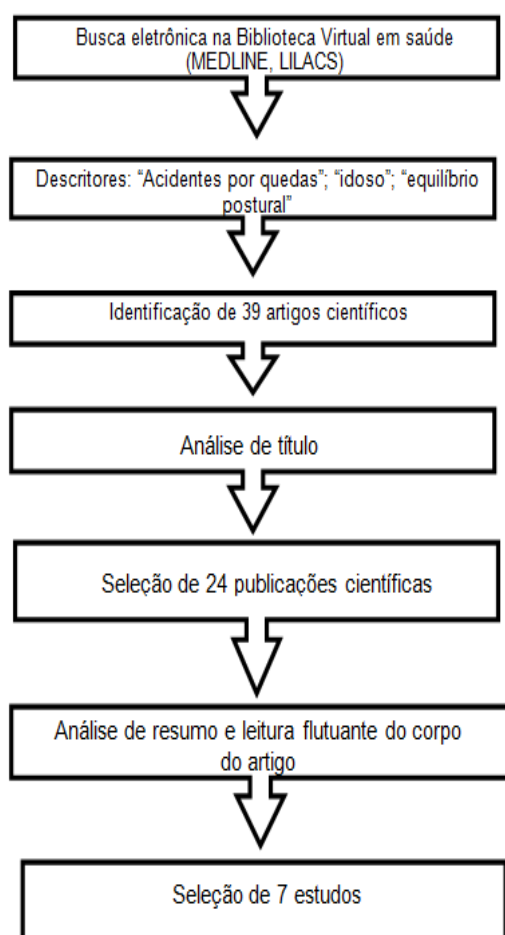 Busca eletrônica na Biblioteca Virtual em saúde
(MEDLINE, LILACS)
Descritores: “Acidentes por quedas”; “idoso”; “equilíbrio
postural”
Identificação de 39 artigos científicos
Análise de título
Seleção de 24 publicações científicas
Análise de resumo e leitura flutuante do corpo
do artigo
Seleção de 7 estudos